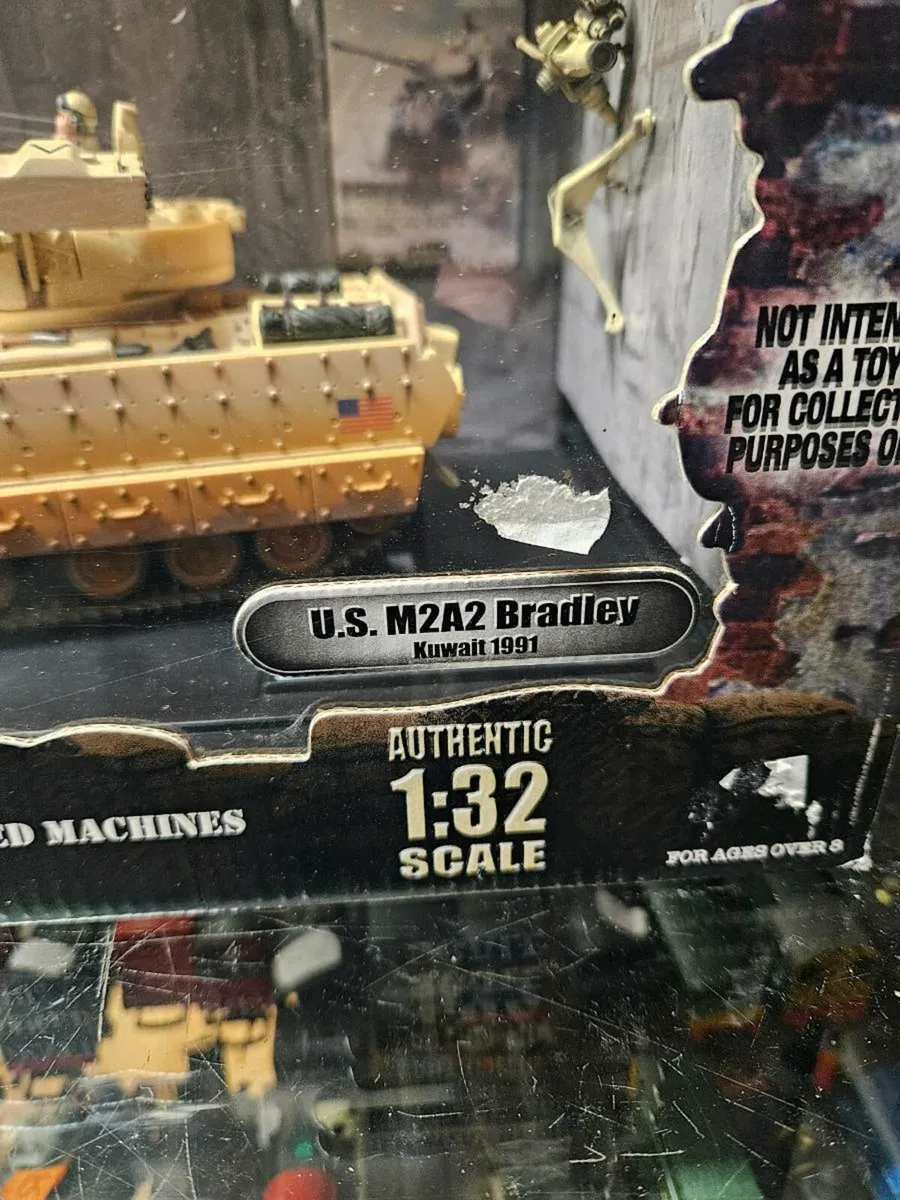 NOT INTEN
AS A TOY
FOR COLLECT
PURPOSES O
U.S. M2A2 Bradley
Kuwait 1991
AUTHENTIC
1:32
SCALE
ED MACHINES
FOR AGES OVER 8